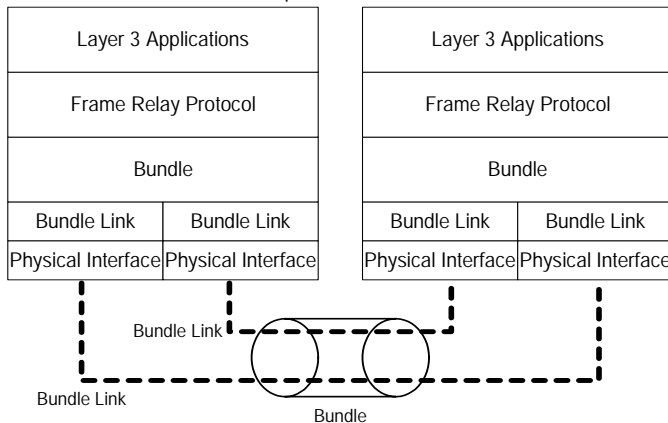 Layer 3 Applications Layer 3 Applications
Frame Relay Protocol Frame Relay Protocol
Bundle Bundle
Bundle Link Bundle Link Bundle Link Bundle Link
Physical Interface Physical Interface Physical Interface Physical Interface
Bundle Link
Bundle Link
Bundle